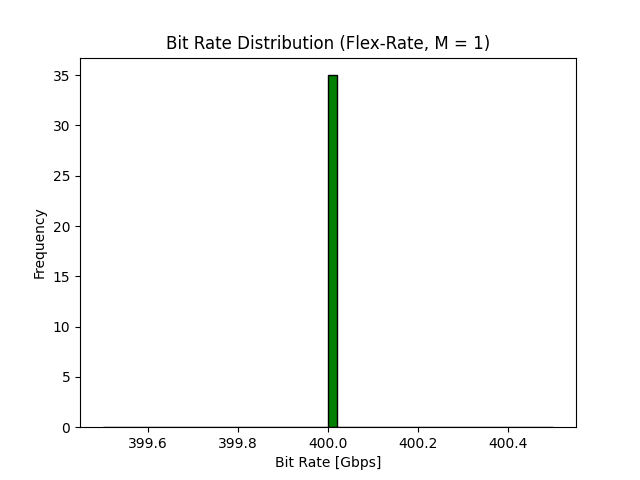 Bit Rate Distribution (Flex-Rate, M = 1)
Frequency
35
30
25
20
15
10
5
0
399.6 399.8 400.0 400.2 400.4
Bit Rate [Gbps]